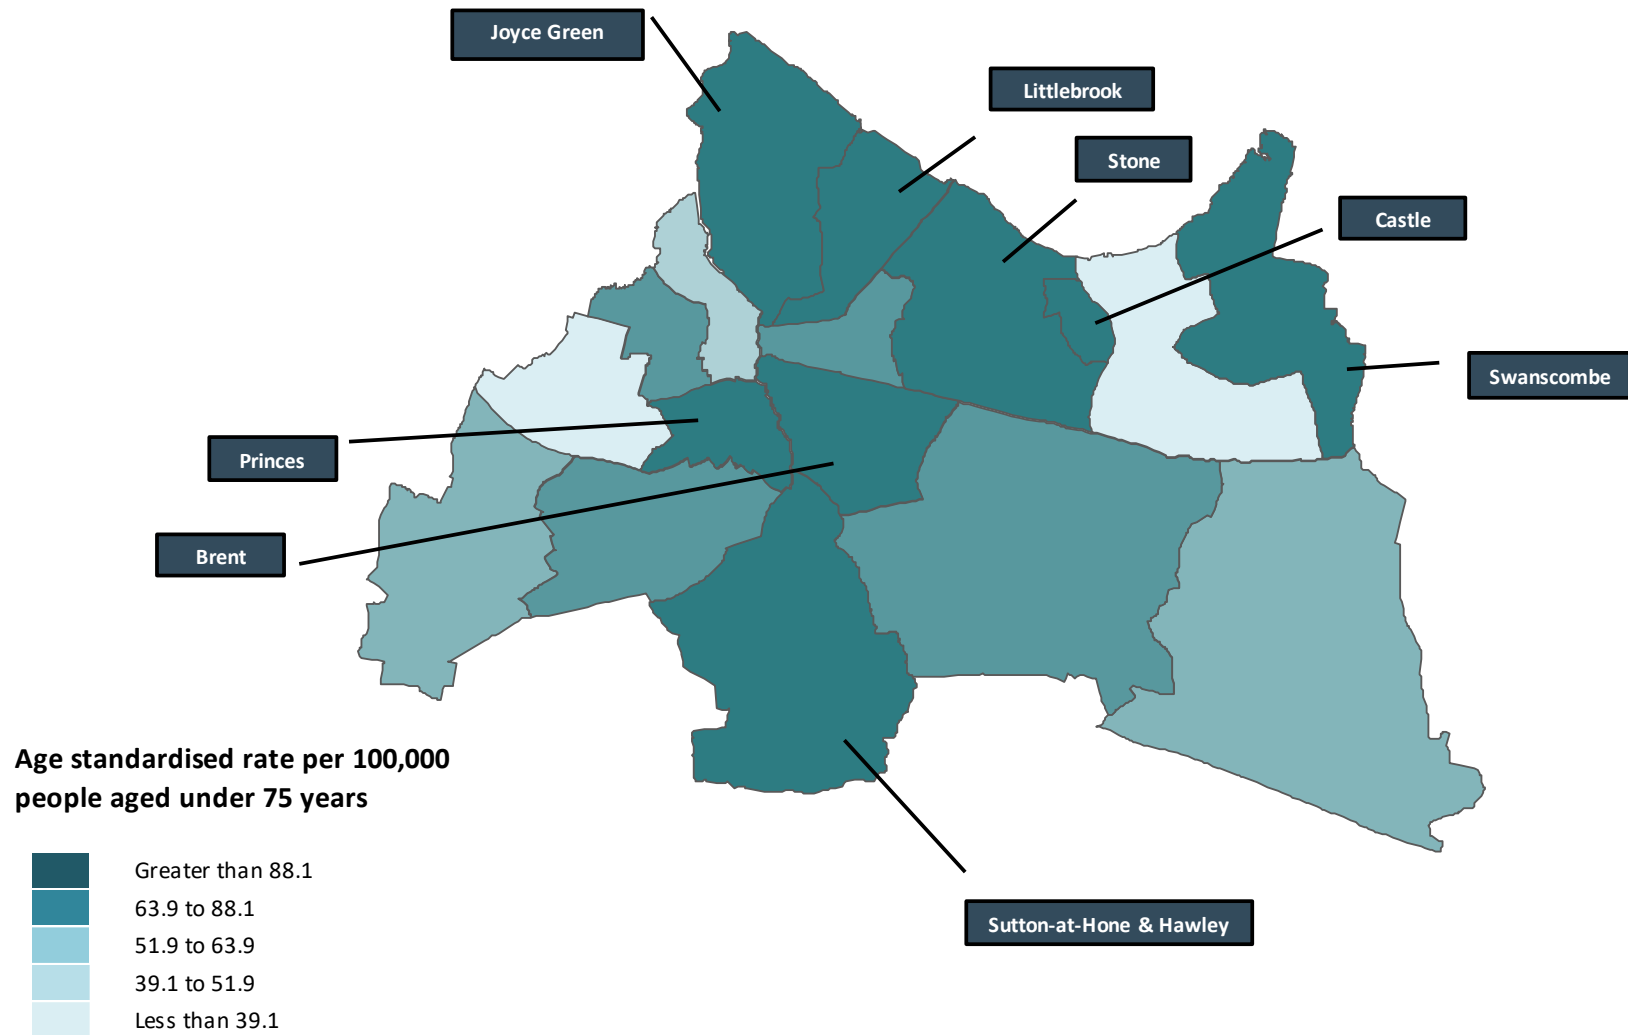 Joyce Green
Littlebrook
Stone
Castle
Swanscombe
Princes
Brent
Age standardised rate per 100,000
people aged under 75 years
Greater than 88.1
63.9 to 88.1
51.9 to 63.9
39.1 to 51.9
Less than 39.1
Sutton-at-Hone & Hawley